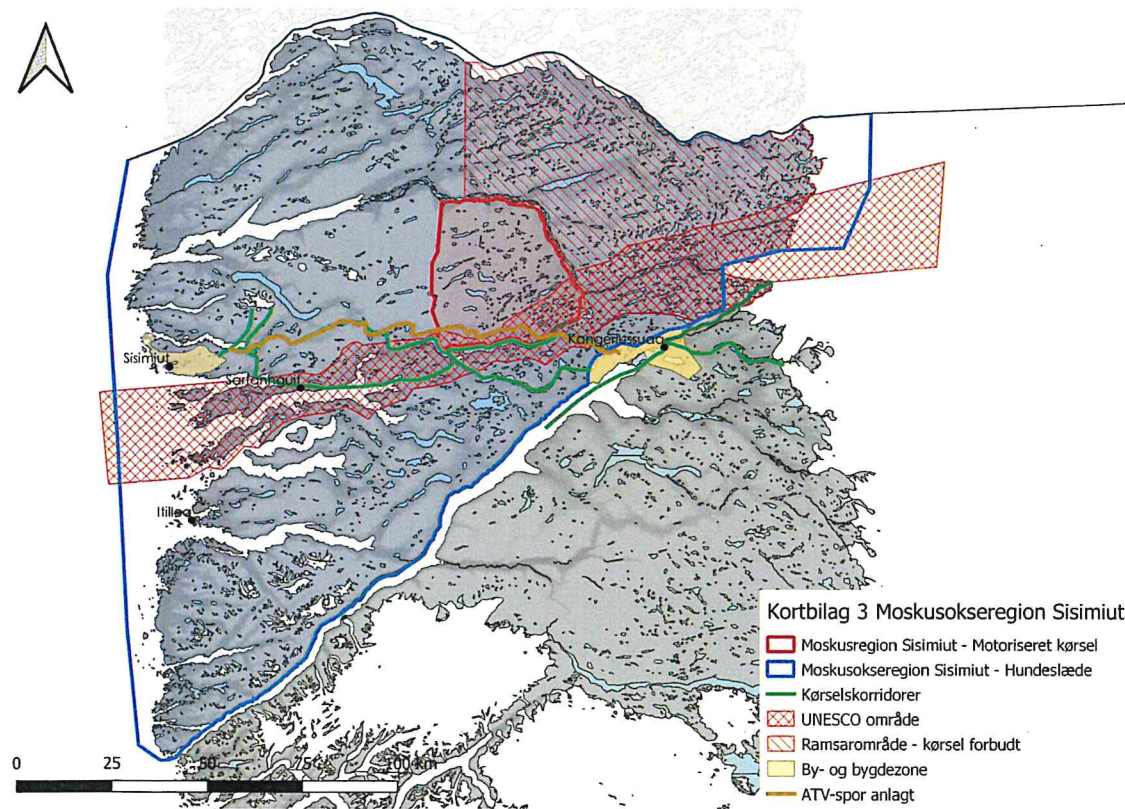 Sisimiut
Sarfannguit
Kangerlussuaq
Itilleq
Kortbilag 3 Moskusokseregion Sisimiut
Moskusregion Sisimiut - Motoriseret kørsel
Moskusokseregion Sisimiut - Hundeslæde
Kørselskorridorer
UNESCO område
Ramsarområde - kørsel forbudt
By- og bygdezone
ATV-spor anlagt
0 25 50 75 100 km